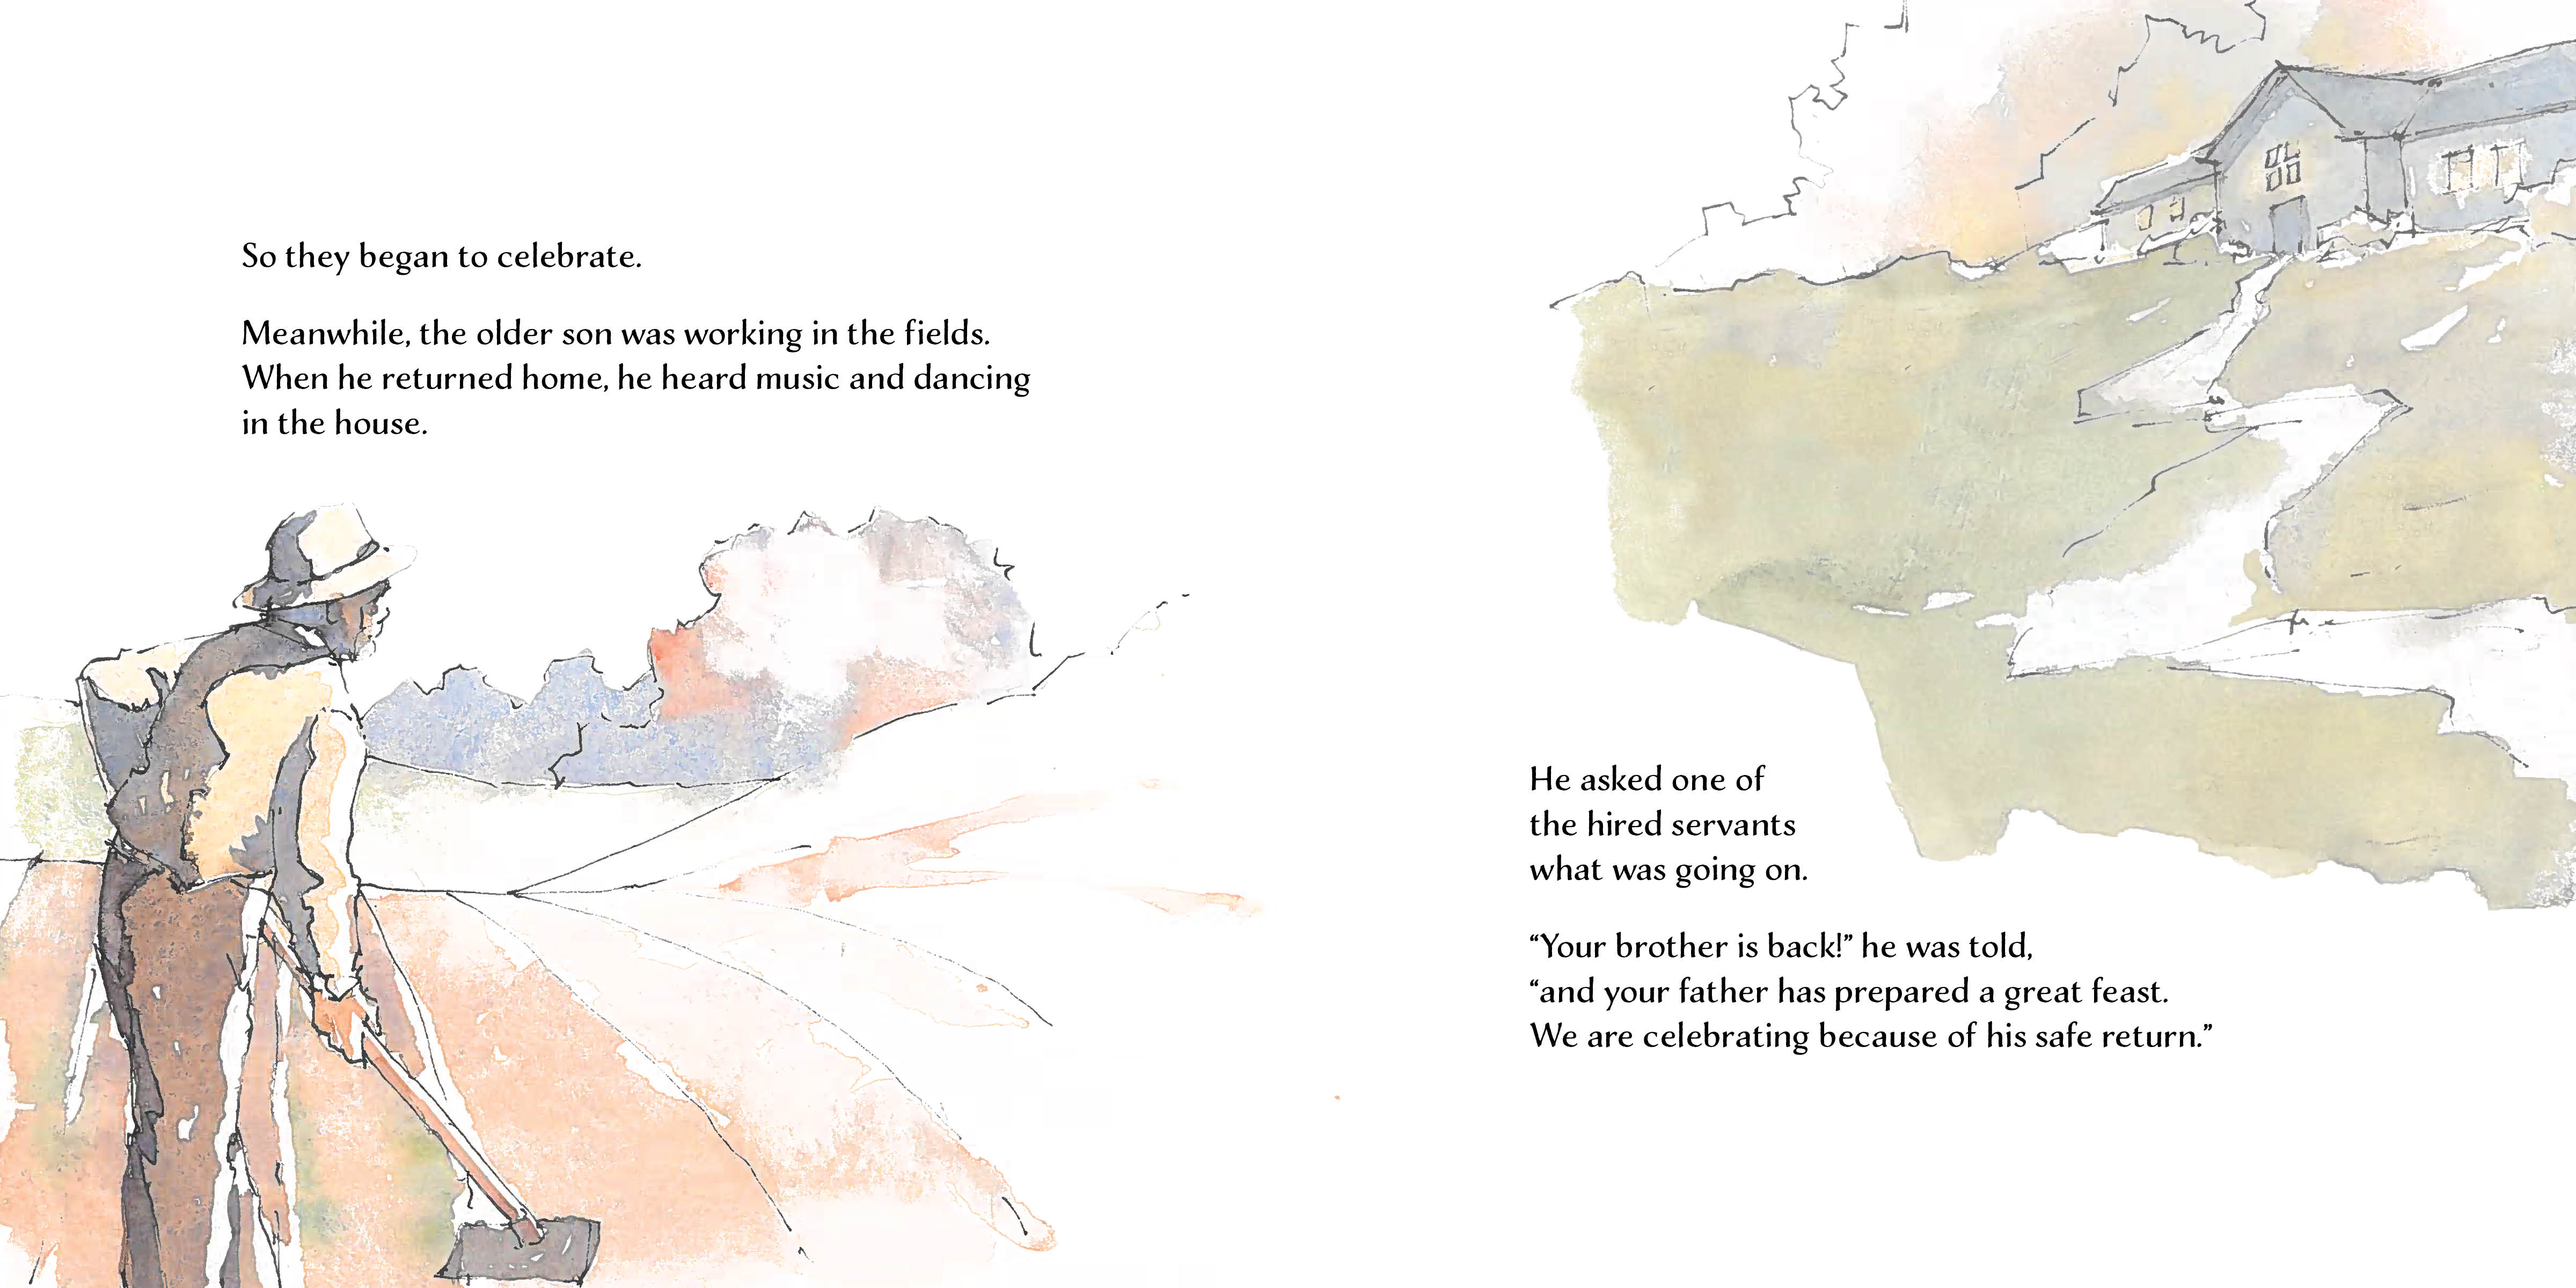 So they began to celebrate.
Meanwhile, the older son was working in the fields.
When he returned home, he heard music and dancing
in the house.
He asked one of
the hired servants
what was going on.
“Your brother is back!” he was told,
“and your father has prepared a great feast.
We are celebrating because of his safe return.”